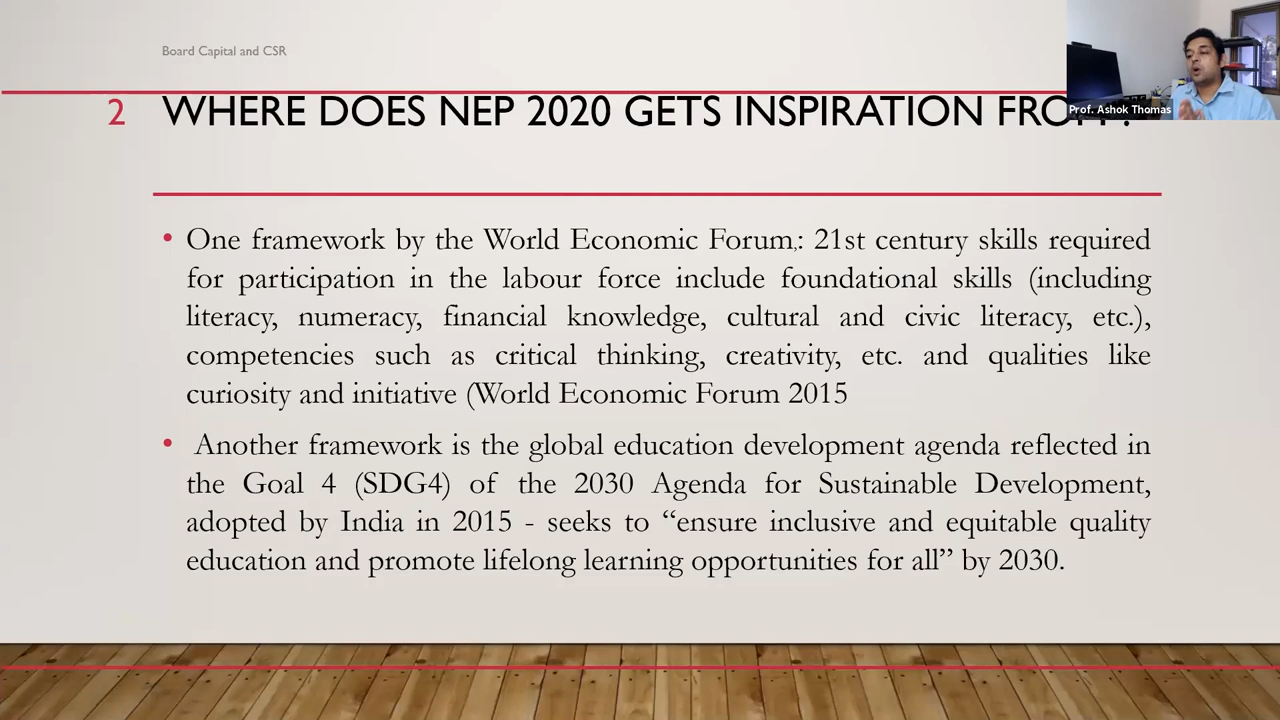 Board Capital and CSR
Prof. Ashok Thomas
2 WHERE DOES NEP 2020 GETS INSPIRATION
• One framework by the World Economic Forum,: 21st century skills required
for participation in the labour force include foundational skills (including
literacy, numeracy, financial knowledge, cultural and civic literacy, etc.),
competencies such as critical thinking, creativity, etc. and qualities like
curiosity and initiative (World Economic Forum 2015
• Another framework is the global education development agenda reflected in
the Goal 4 (SDG4) of the 2030 Agenda for Sustainable Development,
adopted by India in 2015 - seeks to “ensure inclusive and equitable quality
education and promote lifelong learning opportunities for all” by 2030.